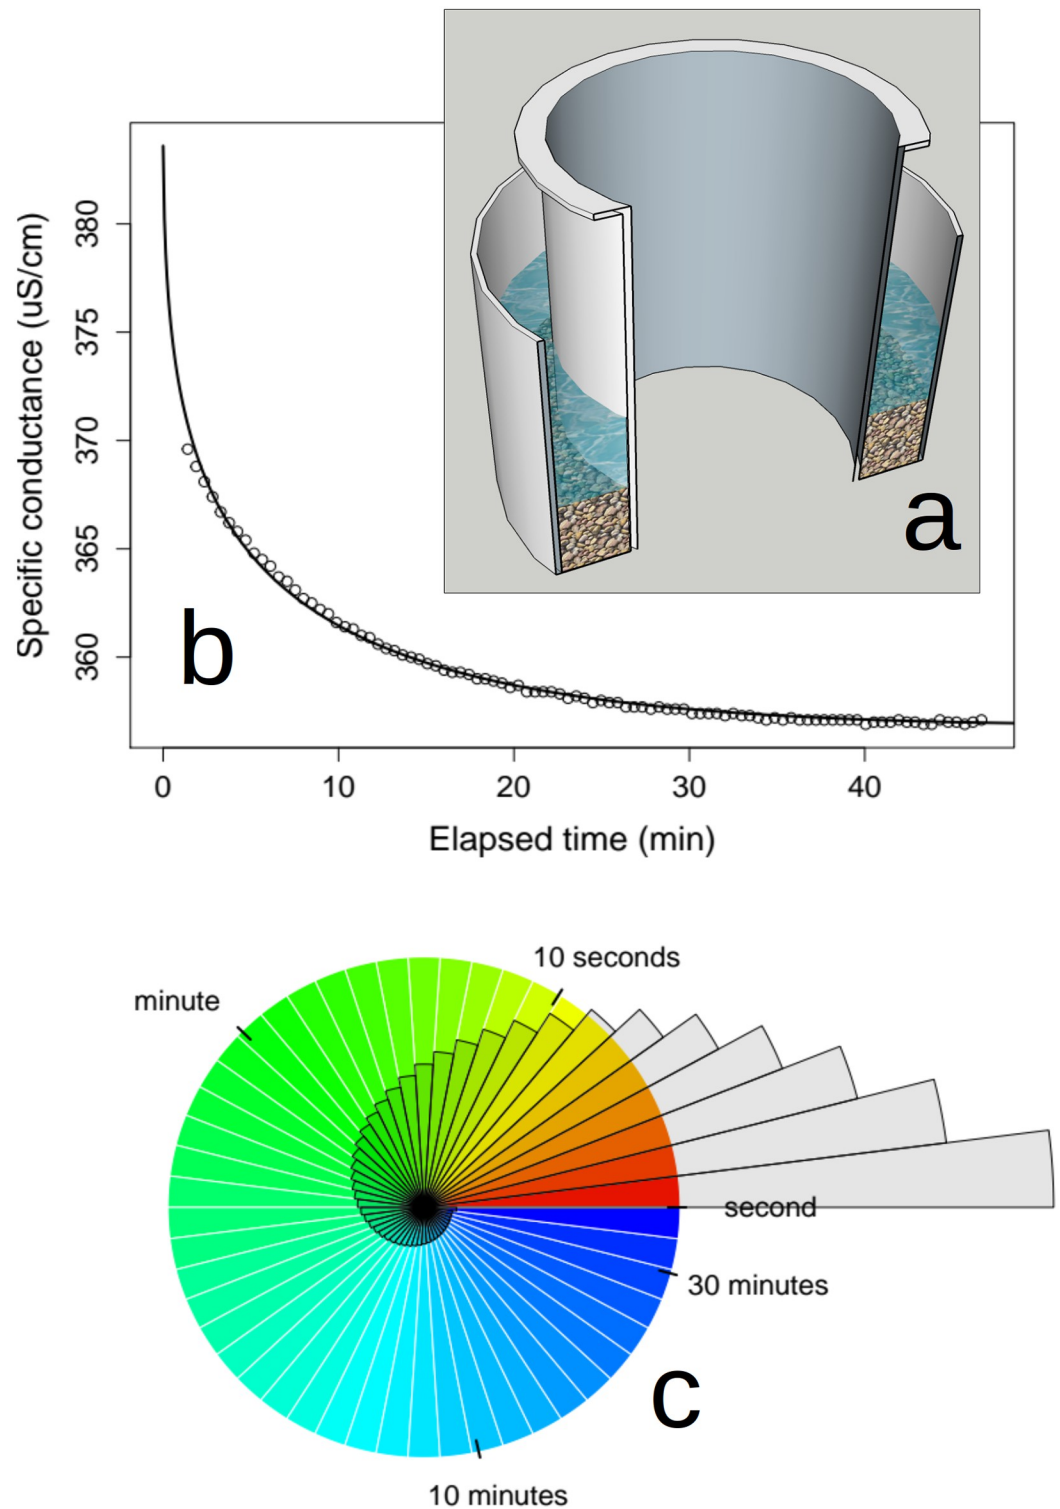 a
Specific conductance (uS/cm)
380
375
370
365
360
b
0 10 20 30 40
Elapsed time (min)
10 seconds
minute
second
30 minutes
c
10 minutes